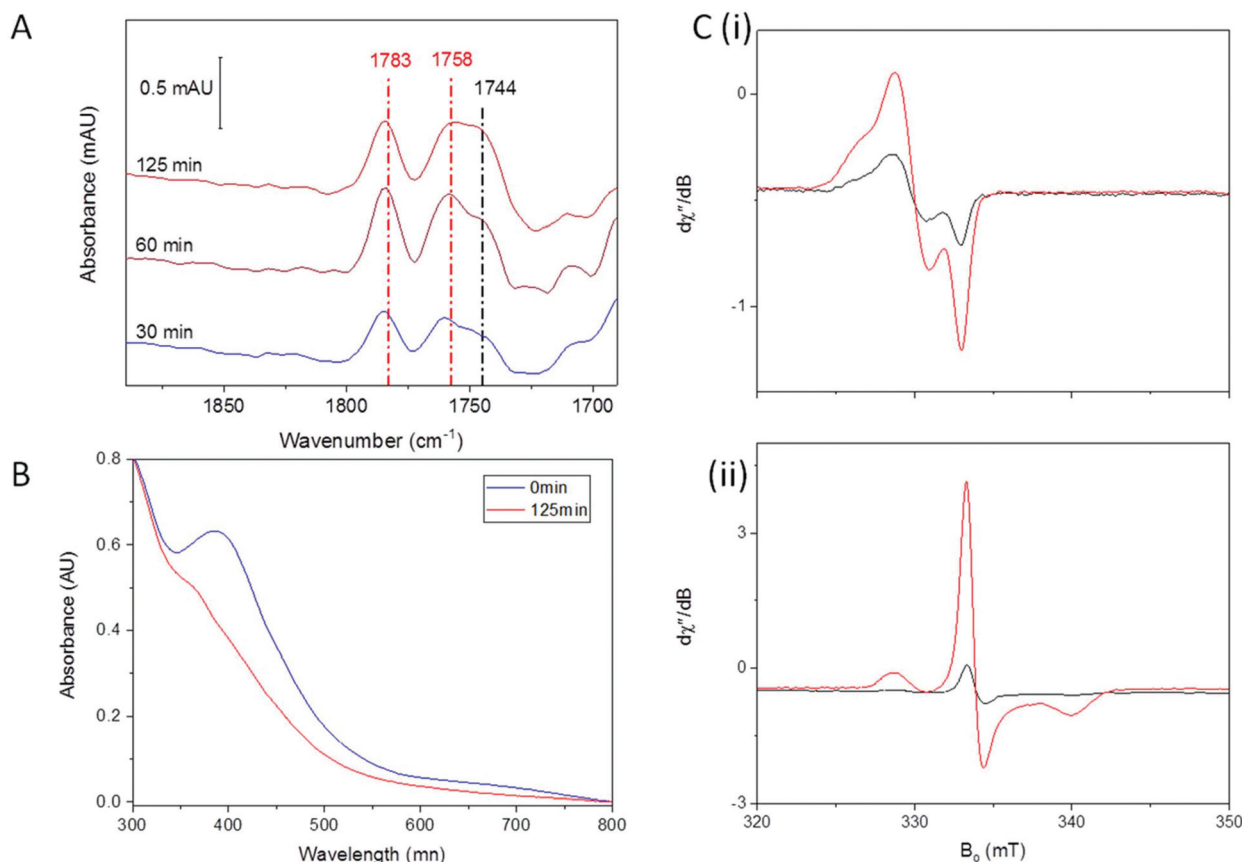 A
0.5 mAU
1783
1758
1744
125 min
60 min
30 min
Absorbance (mAU)
1850
1800
1750
1700
Wavenumber (cm⁻¹)
B
0.8
0.6
0.4
0.2
0.0
Absorbance (AU)
0min
125min
300
400
500
600
700
800
Wavelength (mn)
C (i)
0
-1
dχ″/dB
(ii)
3
0
-3
dχ″/dB
320
330
340
350
B₀ (mT)